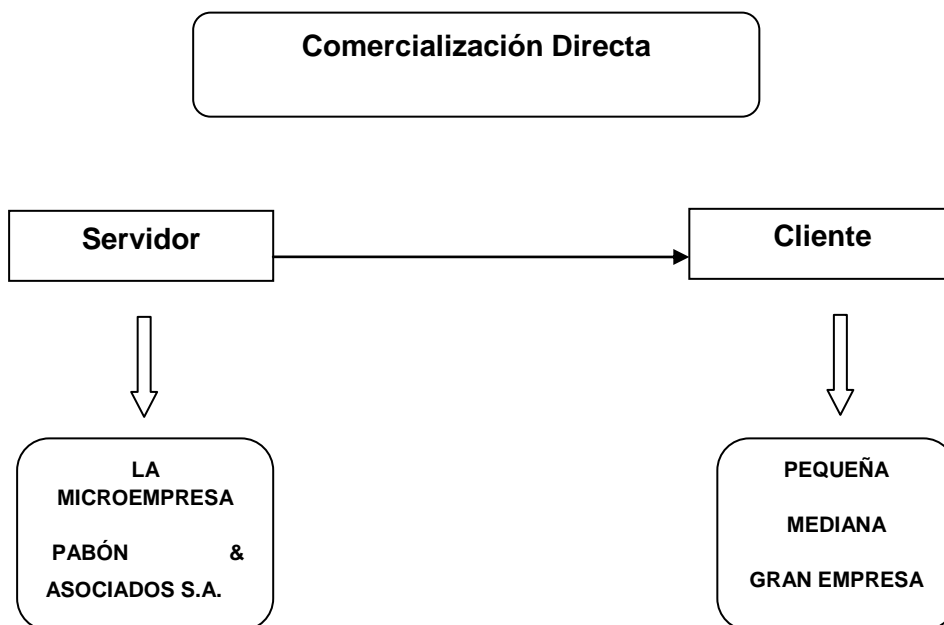 Comercialización Directa
Servidor
Cliente
LA
MICROEMPRESA
PABÓN &
ASOCIADOS S.A.
PEQUEÑA
MEDIANA
GRAN EMPRESA